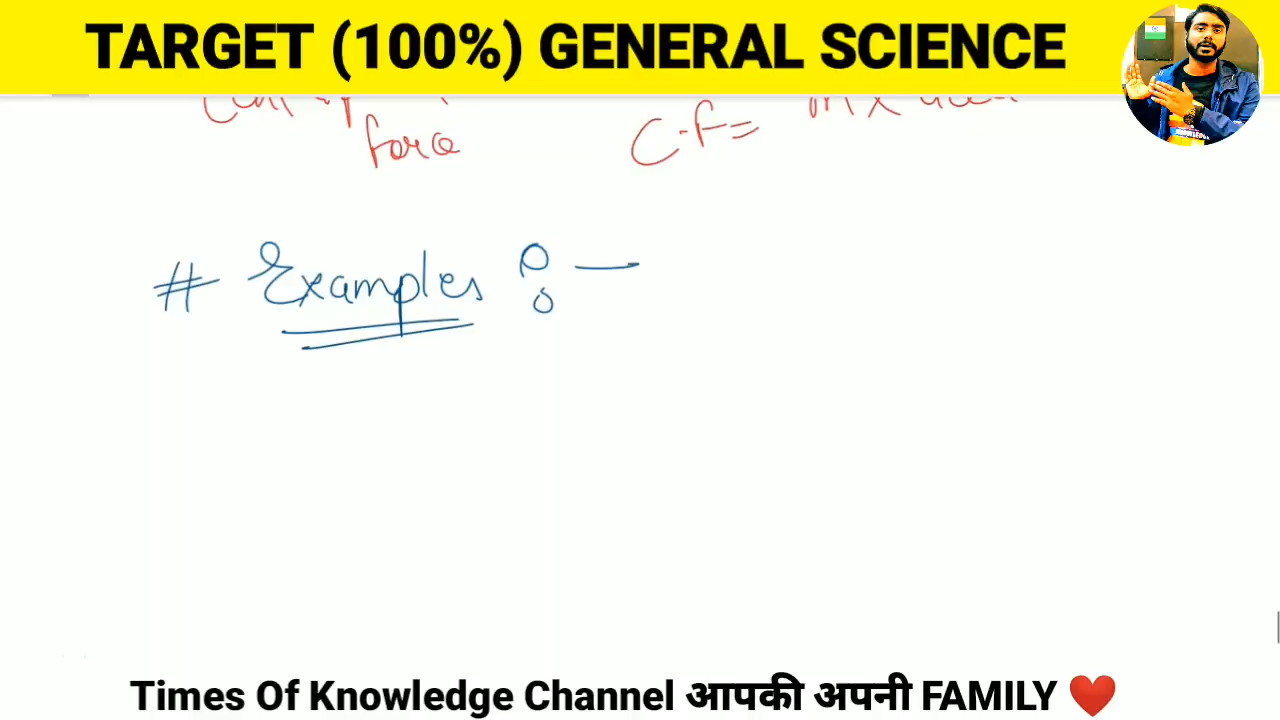 TARGET (100%) GENERAL SCIENCE
force C.F=
# Examples :-
Times Of Knowledge Channel आपकी अपनी FAMILY ❤️